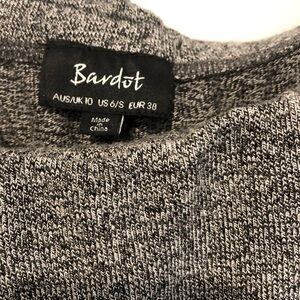 Bardot
AUS/UK 10 US 6/S EUR 38
Made
in
China